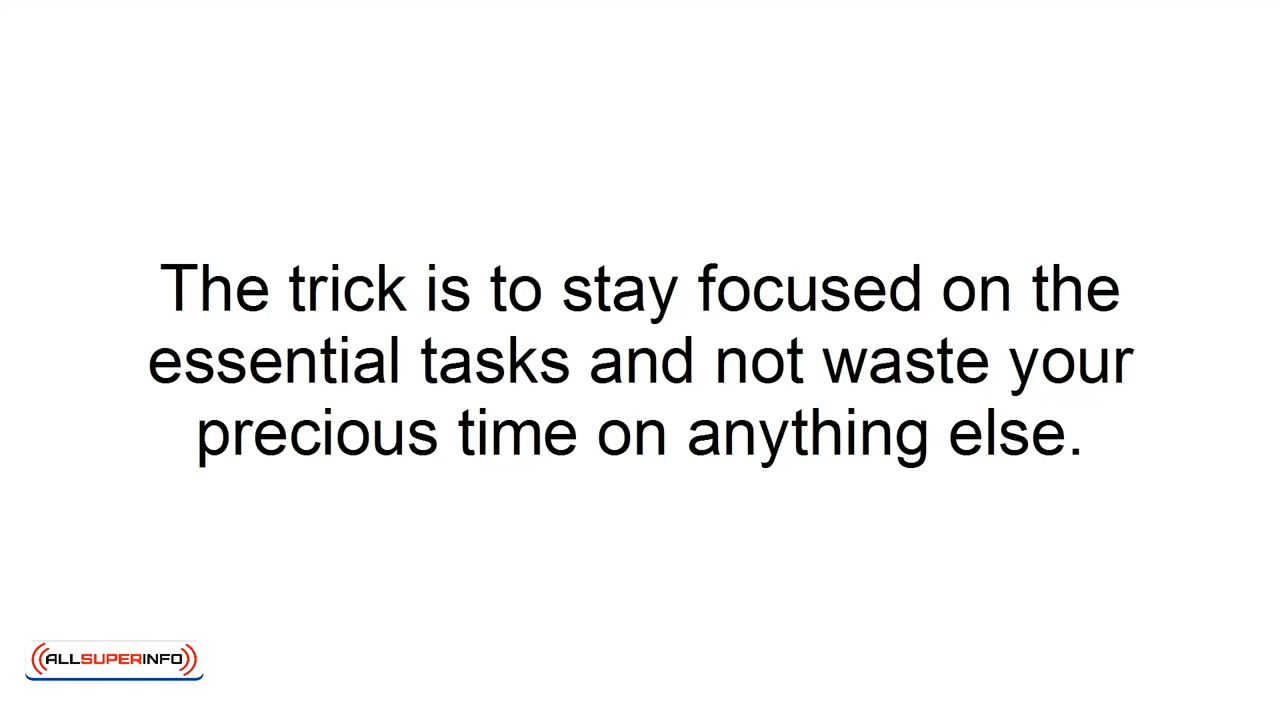 The trick is to stay focused on the
essential tasks and not waste your
precious time on anything else.
ALLSUPERINFO